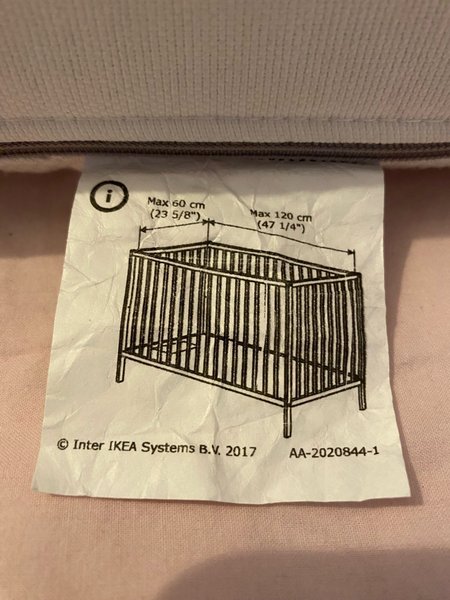 i
Max 60 cm
(23 5/8")
Max 120 cm
(47 1/4")
© Inter IKEA Systems B.V. 2017
AA-2020844-1